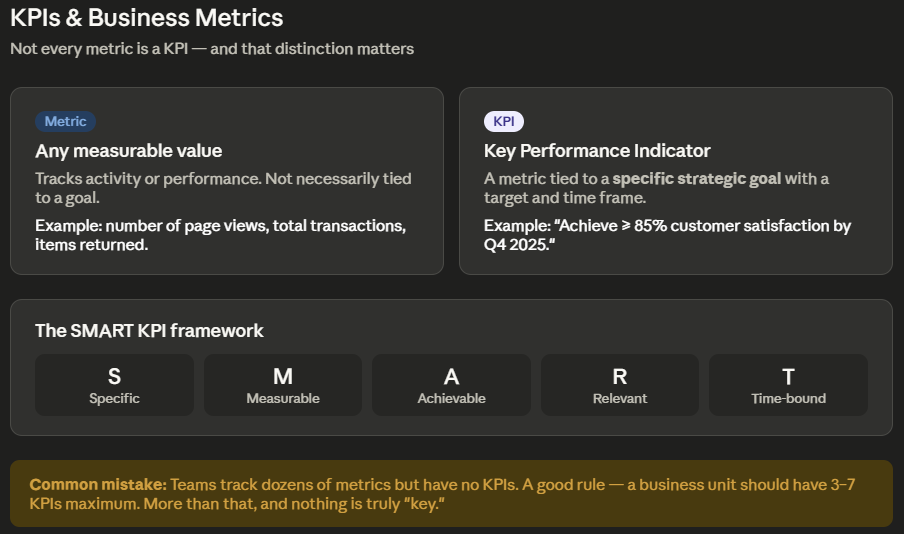 KPIs & Business Metrics
Not every metric is a KPI — and that distinction matters
Metric
Any measurable value
Tracks activity or performance. Not necessarily tied
to a goal.
Example: number of page views, total transactions,
items returned.
KPI
Key Performance Indicator
A metric tied to a specific strategic goal with a
target and time frame.
Example: "Achieve ≥ 85% customer satisfaction by
Q4 2025."
The SMART KPI framework
S
Specific
M
Measurable
A
Achievable
R
Relevant
T
Time-bound
Common mistake: Teams track dozens of metrics but have no KPIs. A good rule — a business unit should have 3–7
KPIs maximum. More than that, and nothing is truly "key."